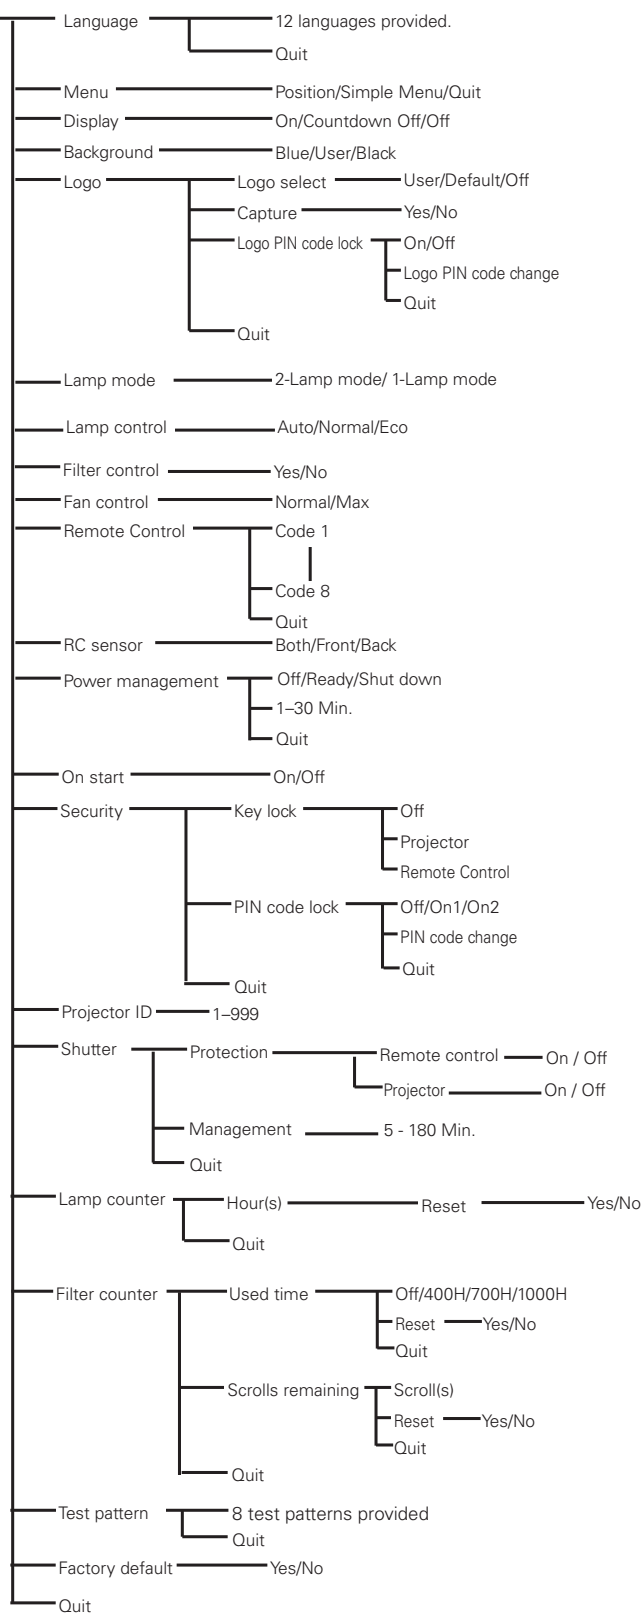 Language 12 languages provided.
Quit
Menu Position/Simple Menu/Quit
Display On/Countdown Off/Off
Background Blue/User/Black
Logo Logo select User/Default/Off
Capture Yes/No
Logo PIN code lock On/Off
Logo PIN code change
Quit
Quit
Lamp mode 2-Lamp mode/ 1-Lamp mode
Lamp control Auto/Normal/Eco
Filter control Yes/No
Fan control Normal/Max
Remote Control Code 1
Code 8
Quit
RC sensor Both/Front/Back
Power management Off/Ready/Shut down
1–30 Min.
Quit
On start On/Off
Security Key lock Off
Projector
Remote Control
PIN code lock Off/On1/On2
PIN code change
Quit
Quit
Projector ID 1–999
Shutter Protection Remote control On / Off
Projector On / Off
Management 5 - 180 Min.
Quit
Lamp counter Hour(s) Reset Yes/No
Quit
Filter counter Used time Off/400H/700H/1000H
Reset Yes/No
Quit
Scrolls remaining Scroll(s)
Reset Yes/No
Quit
Quit
Test pattern 8 test patterns provided
Quit
Factory default Yes/No
Quit